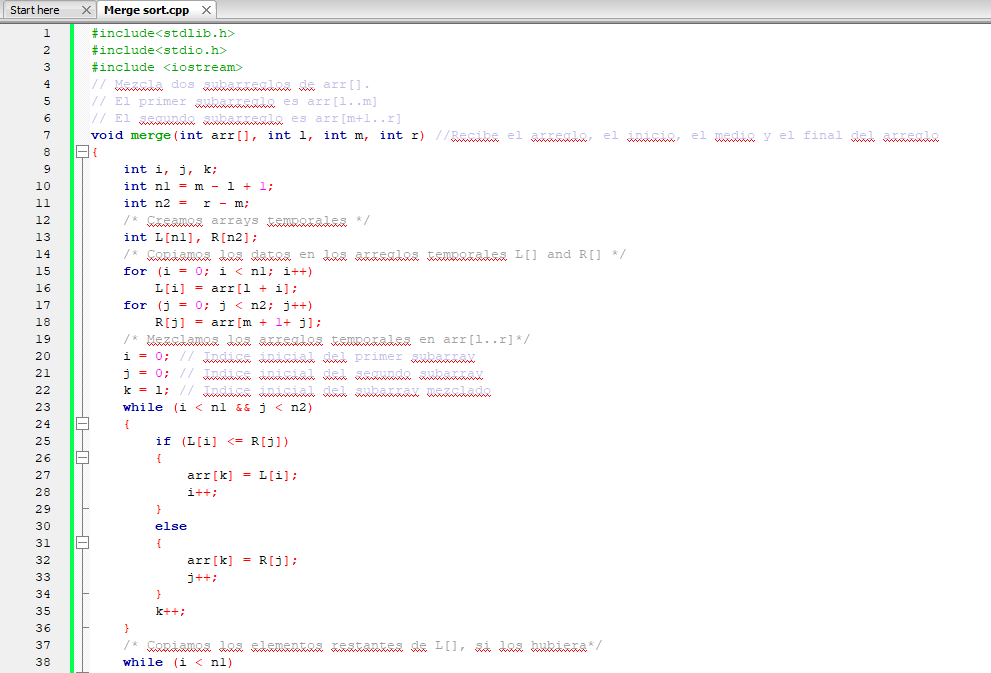 Start here
Merge sort.cpp
1 #include<stdlib.h>
2 #include<stdio.h>
3 #include <iostream>
4 // Mezcla dos subarreglos de arr[].
5 // El primer subarreglo es arr[l..m]
6 // El segundo subarreglo es arr[m+1..r]
7 void merge(int arr[], int l, int m, int r) //Recibe el arreglo, el inicio, el medio y el final del arreglo
8 {
9 int i, j, k;
10 int n1 = m - l + 1;
11 int n2 =  r - m;
12 /* Creamos arrays temporales */
13 int L[n1], R[n2];
14 /* Copiamos los datos en los arreglos temporales L[] and R[] */
15 for (i = 0; i < n1; i++)
16 L[i] = arr[l + i];
17 for (j = 0; j < n2; j++)
18 R[j] = arr[m + 1+ j];
19 /* Mezclamos los arreglos temporales en arr[l..r]*/
20 i = 0; // Indice inicial del primer subarray
21 j = 0; // Indice inicial del segundo subarray
22 k = l; // Indice inicial del subarray mezclado
23 while (i < n1 && j < n2)
24 {
25 if (L[i] <= R[j])
26 {
27 arr[k] = L[i];
28 i++;
29 }
30 else
31 {
32 arr[k] = R[j];
33 j++;
34 }
35 k++;
36 }
37 /* Copiamos los elementos restantes de L[], si los hubiera*/
38 while (i < n1)